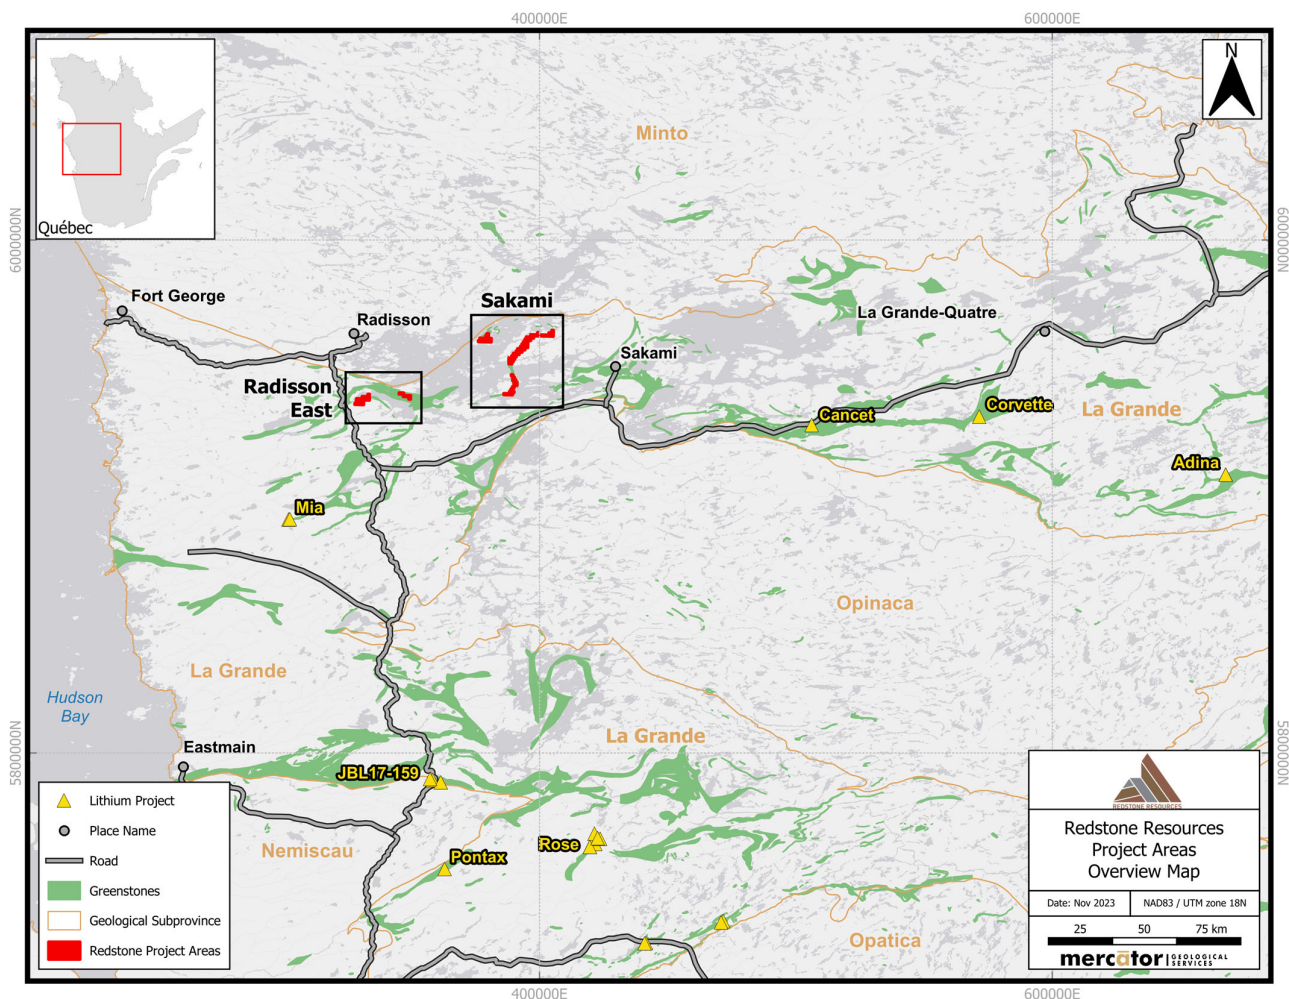 400000E
600000E
N
Québec
Minto
6000000N
6000000N
Fort George
Radisson
Sakami
La Grande-Quatre
Sakami
Radisson
East
Cancet
Corvette
La Grande
Adina
Mia
Opinaca
La Grande
Hudson
Bay
La Grande
Eastmain
5800000N
5800000N
JBL17-159
Lithium Project
Place Name
Road
Greenstones
Geological Subprovince
Redstone Project Areas
Nemiscau
Pontax
Rose
Opatica
REDSTONE RESOURCES
Redstone Resources
Project Areas
Overview Map
Date: Nov 2023
NAD83 / UTM zone 18N
25 50 75 km
mercātor GEOLOGICAL
SERVICES
400000E
600000E